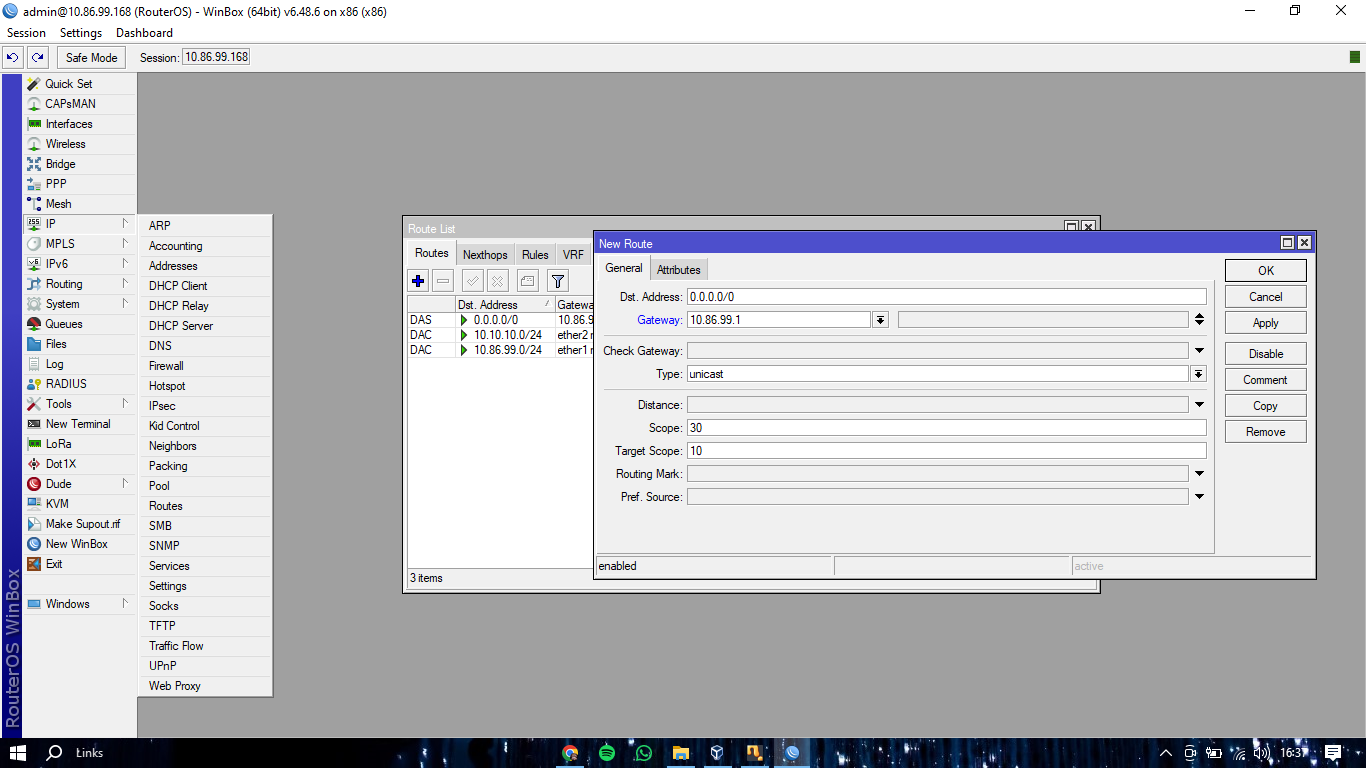 admin@10.86.99.168 (RouterOS) - WinBox (64bit) v6.48.6 on x86 (x86)
Session Settings Dashboard
Safe Mode Session: 10.86.99.168
Quick Set
CAPsMAN
Interfaces
Wireless
Bridge
PPP
Mesh
IP
MPLS
IPv6
Routing
System
Queues
Files
Log
RADIUS
Tools
New Terminal
LoRa
Dot1X
Dude
KVM
Make Supout.rif
New WinBox
Exit
Windows
RouterOS WinBox
ARP
Accounting
Addresses
DHCP Client
DHCP Relay
DHCP Server
DNS
Firewall
Hotspot
IPsec
Kid Control
Neighbors
Packing
Pool
Routes
SMB
SNMP
Services
Settings
Socks
TFTP
Traffic Flow
UPnP
Web Proxy
Route List
Routes Nexthops Rules VRF
Dst. Address Gatewa
DAS 0.0.0.0/0 10.86.9
DAC 10.10.10.0/24 ether2 r
DAC 10.86.99.0/24 ether1 r
3 items
New Route
General Attributes
Dst. Address: 0.0.0.0/0
Gateway: 10.86.99.1
Check Gateway:
Type: unicast
Distance:
Scope: 30
Target Scope: 10
Routing Mark:
Pref. Source:
enabled
active
OK
Cancel
Apply
Disable
Comment
Copy
Remove
Łinks
16:37